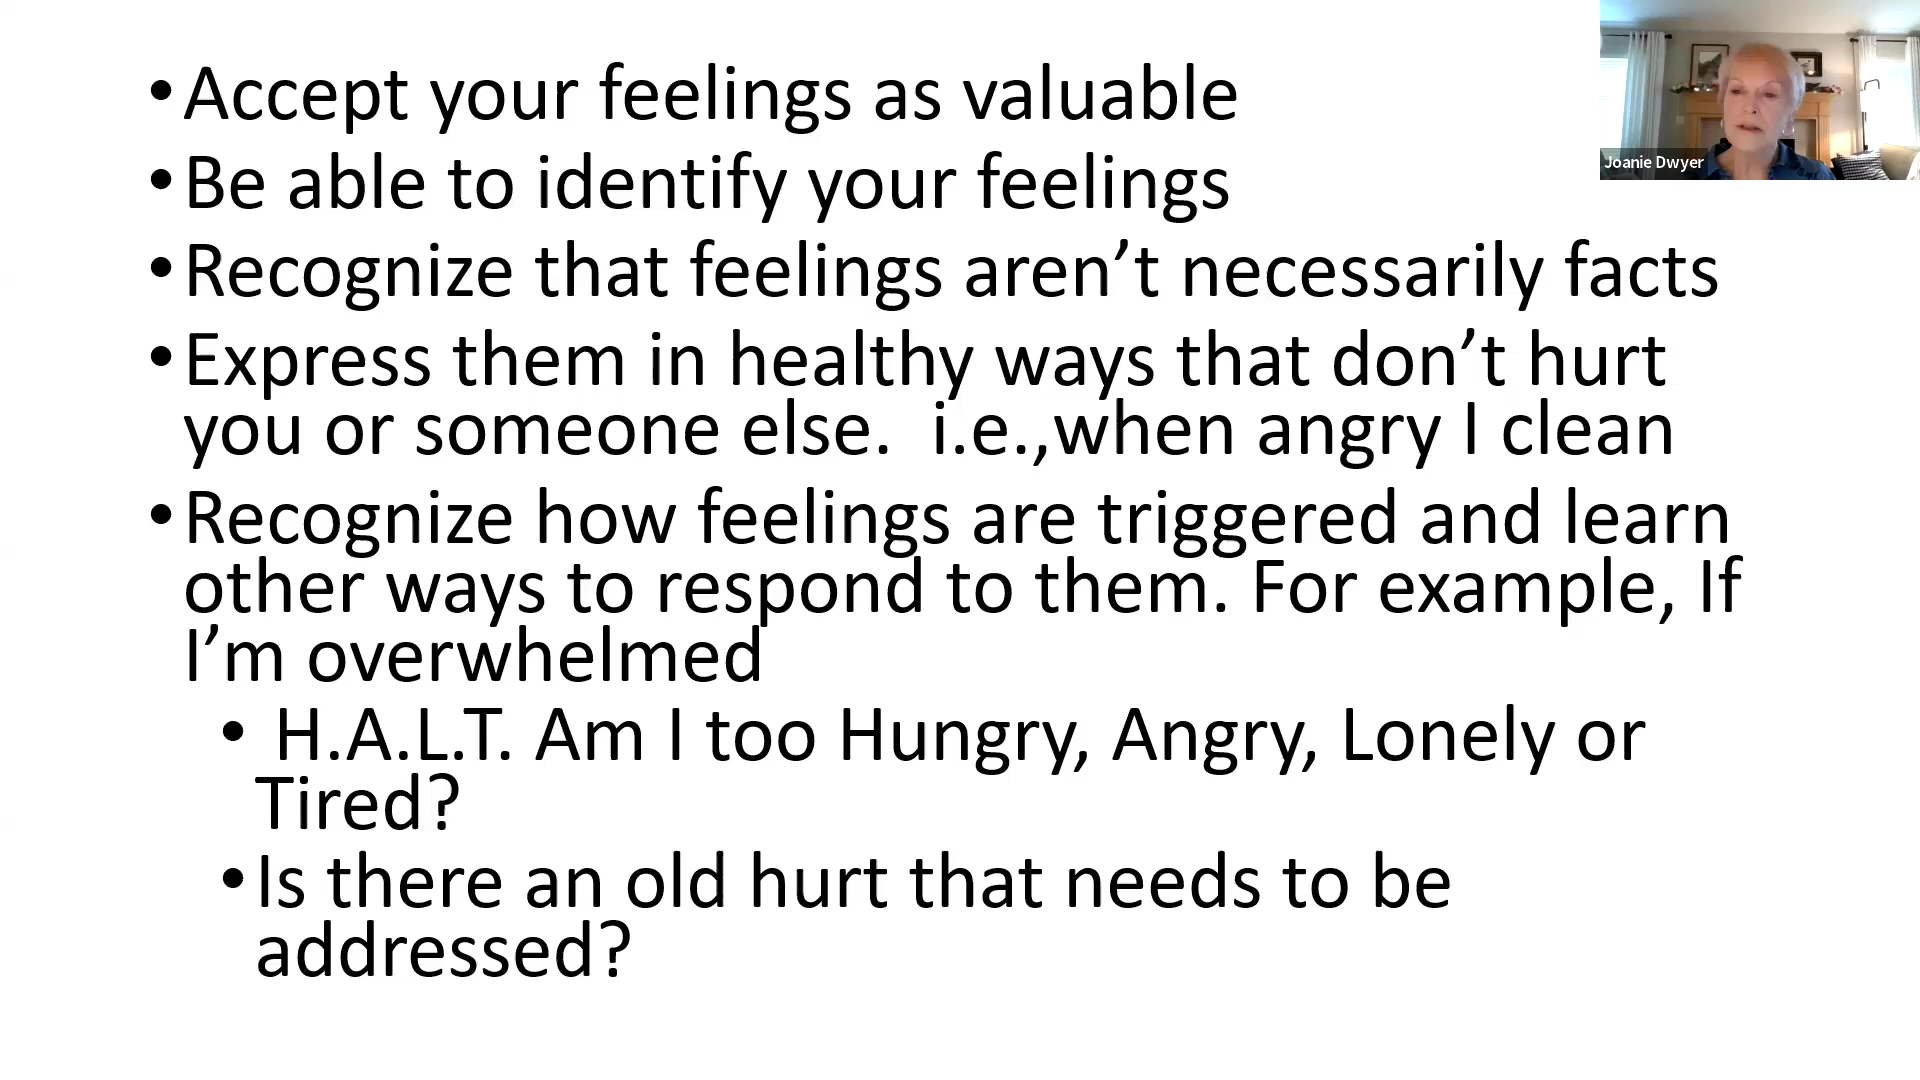 • Accept your feelings as valuable
• Be able to identify your feelings
• Recognize that feelings aren’t necessarily facts
• Express them in healthy ways that don’t hurt
you or someone else.  i.e.,when angry I clean
• Recognize how feelings are triggered and learn
other ways to respond to them. For example, If
I’m overwhelmed
• H.A.L.T. Am I too Hungry, Angry, Lonely or
Tired?
• Is there an old hurt that needs to be
addressed?
Joanie Dwyer